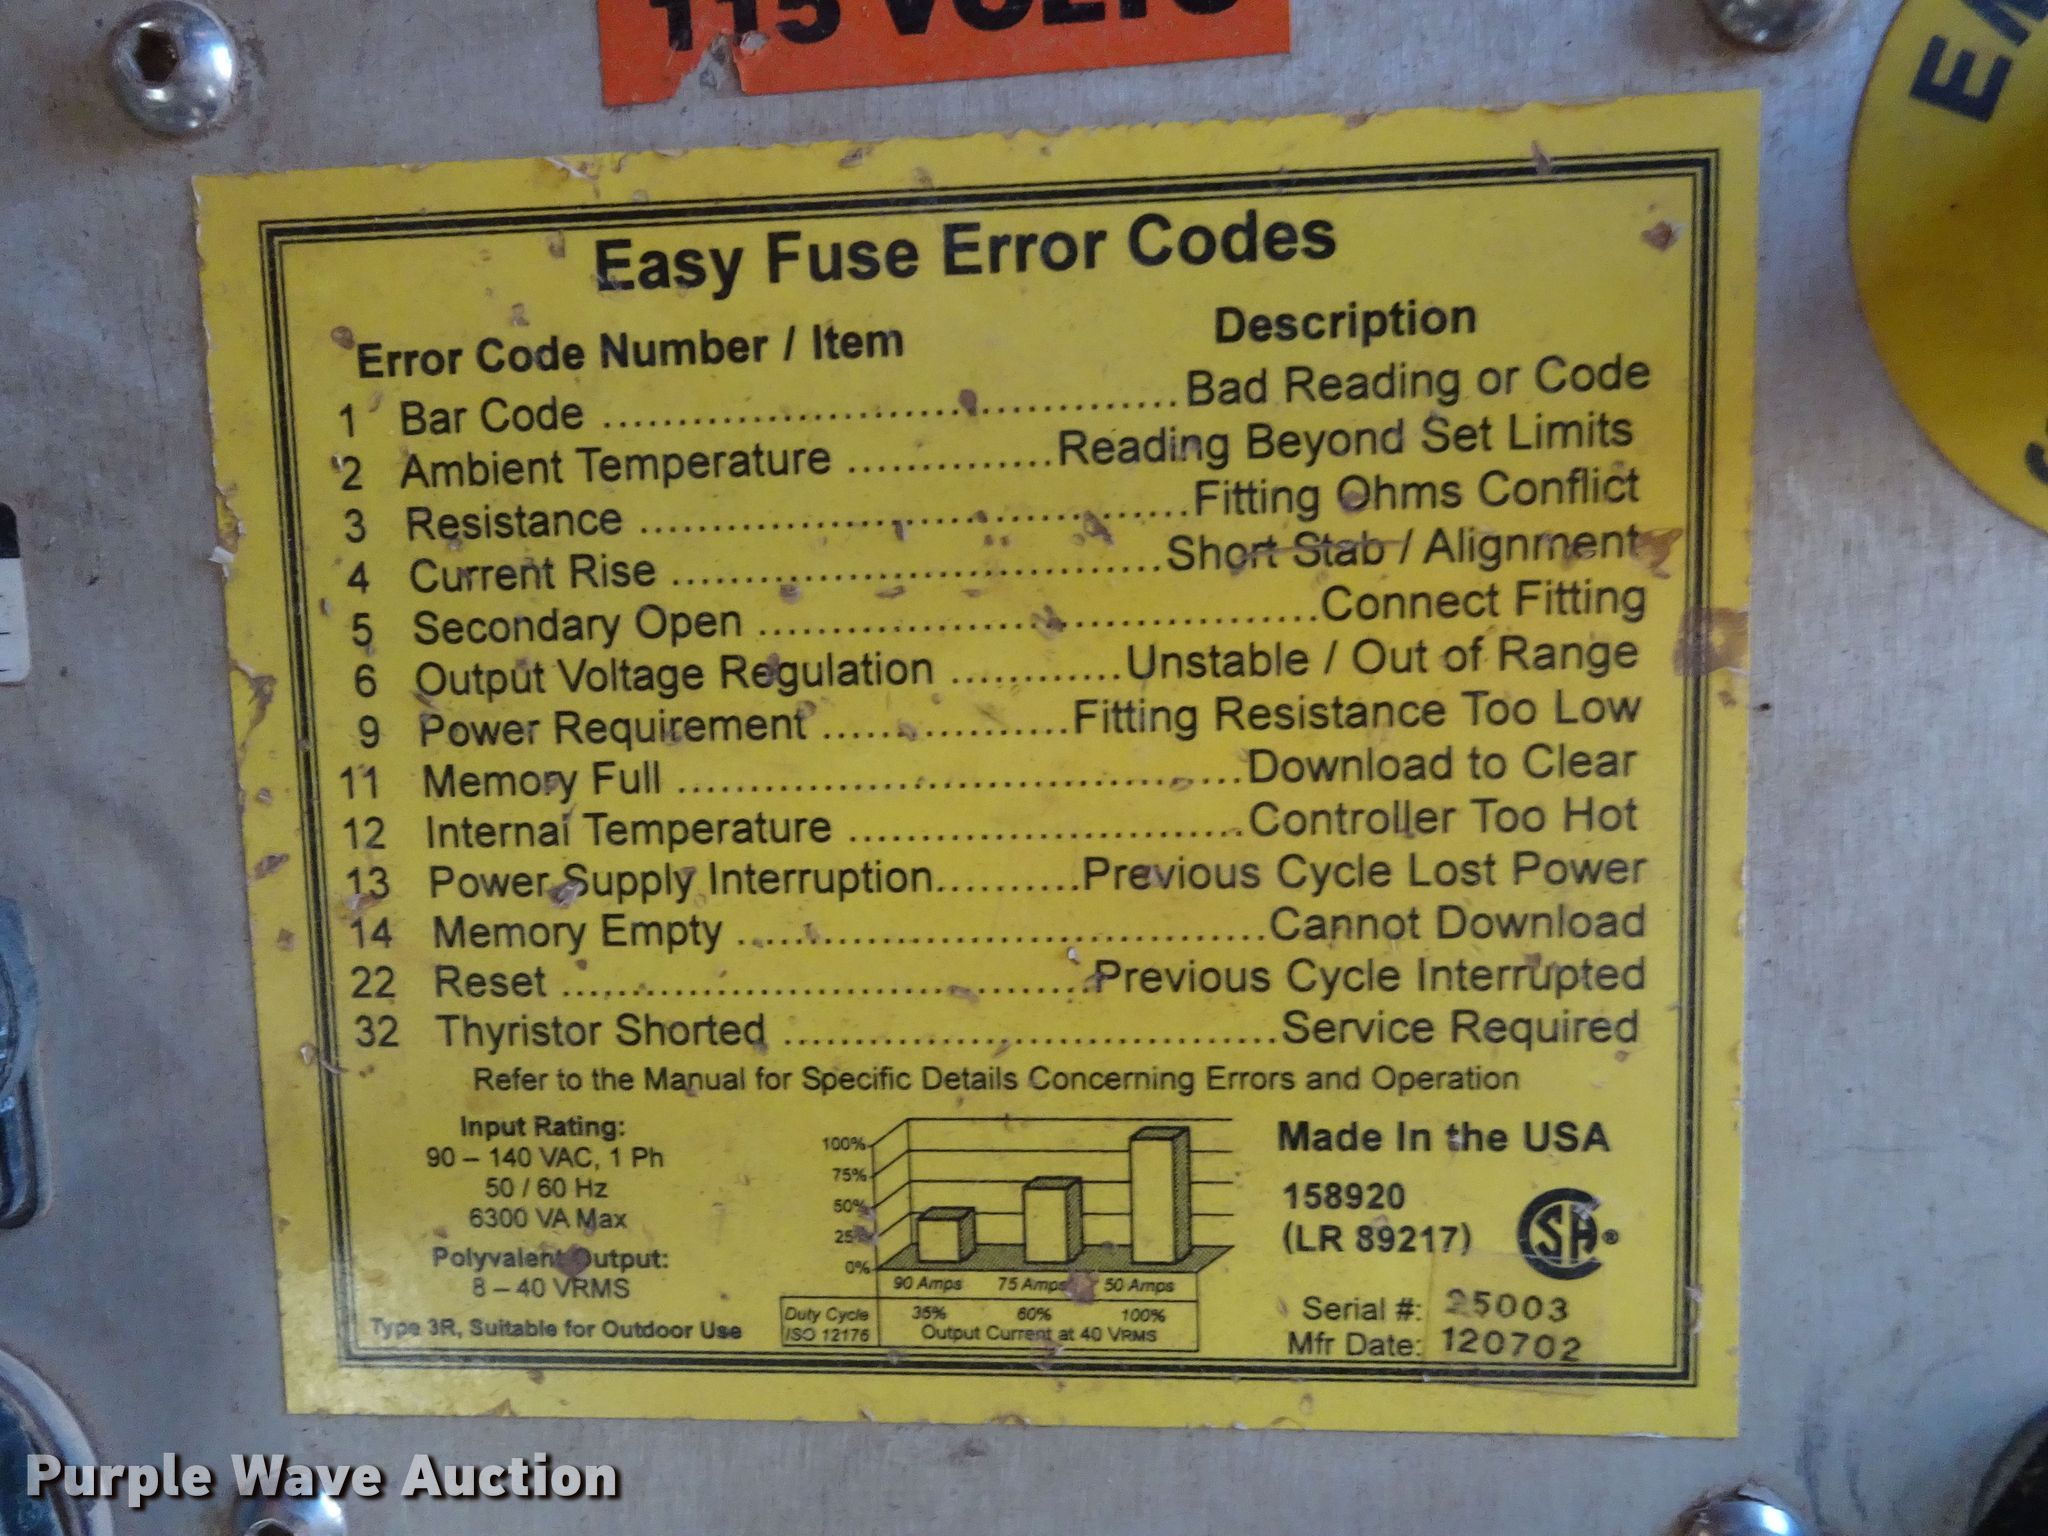 115 VOLTS
Easy Fuse Error Codes
Error Code Number / Item Description
1 Bar Code ........................................ Bad Reading or Code
2 Ambient Temperature .............. Reading Beyond Set Limits
3 Resistance ...................................... Fitting Ohms Conflict
4 Current Rise .................................. Short Stab / Alignment
5 Secondary Open ....................................... Connect Fitting
6 Output Voltage Regulation ............ Unstable / Out of Range
9 Power Requirement ................. Fitting Resistance Too Low
11 Memory Full ....................................... Download to Clear
12 Internal Temperature ........................... Controller Too Hot
13 Power Supply Interruption.......... Previous Cycle Lost Power
14 Memory Empty ..................................... Cannot Download
22 Reset ..................................... Previous Cycle Interrupted
32 Thyristor Shorted .................................. Service Required
Refer to the Manual for Specific Details Concerning Errors and Operation
Input Rating:
90 – 140 VAC, 1 Ph
50 / 60 Hz
6300 VA Max
Polyvalent Output:
8 – 40 VRMS
Type 3R, Suitable for Outdoor Use
100%
75%
50%
25%
0%
90 Amps 75 Amps 50 Amps
Duty Cycle 35% 60% 100%
ISO 12176 Output Current at 40 VRMS
Made In the USA
158920
(LR 89217)
CSA®
Serial #: 25003
Mfr Date: 120702
Purple Wave Auction